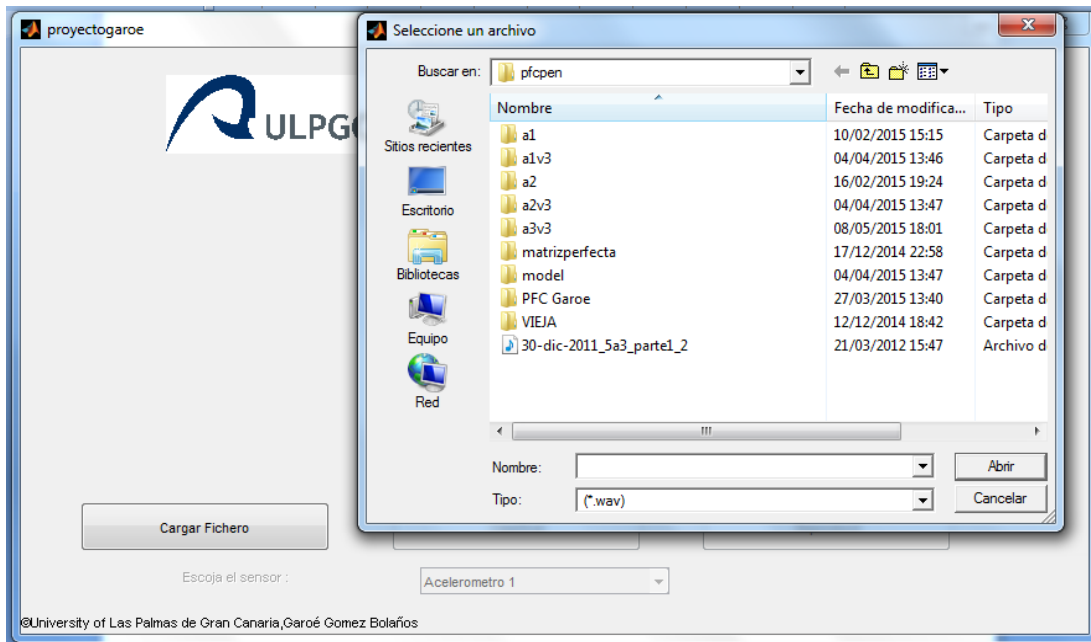 proyectogaroe
Seleccione un archivo
ULPG
Buscar en: pfcpen
Sitios recientes
Escritorio
Bibliotecas
Equipo
Red
Nombre Fecha de modifica... Tipo
a1 10/02/2015 15:15 Carpeta d
a1v3 04/04/2015 13:46 Carpeta d
a2 16/02/2015 19:24 Carpeta d
a2v3 04/04/2015 13:47 Carpeta d
a3v3 08/05/2015 18:01 Carpeta d
matrizperfecta 17/12/2014 22:58 Carpeta d
model 04/04/2015 13:47 Carpeta d
PFC Garoe 27/03/2015 13:40 Carpeta d
VIEJA 12/12/2014 18:42 Carpeta d
30-dic-2011_5a3_parte1_2 21/03/2012 15:47 Archivo d
Nombre: Abrir
Tipo: (*.wav) Cancelar
Cargar Fichero
Escoja el sensor : Acelerometro 1
©University of Las Palmas de Gran Canaria,Garoé Gomez Bolaños